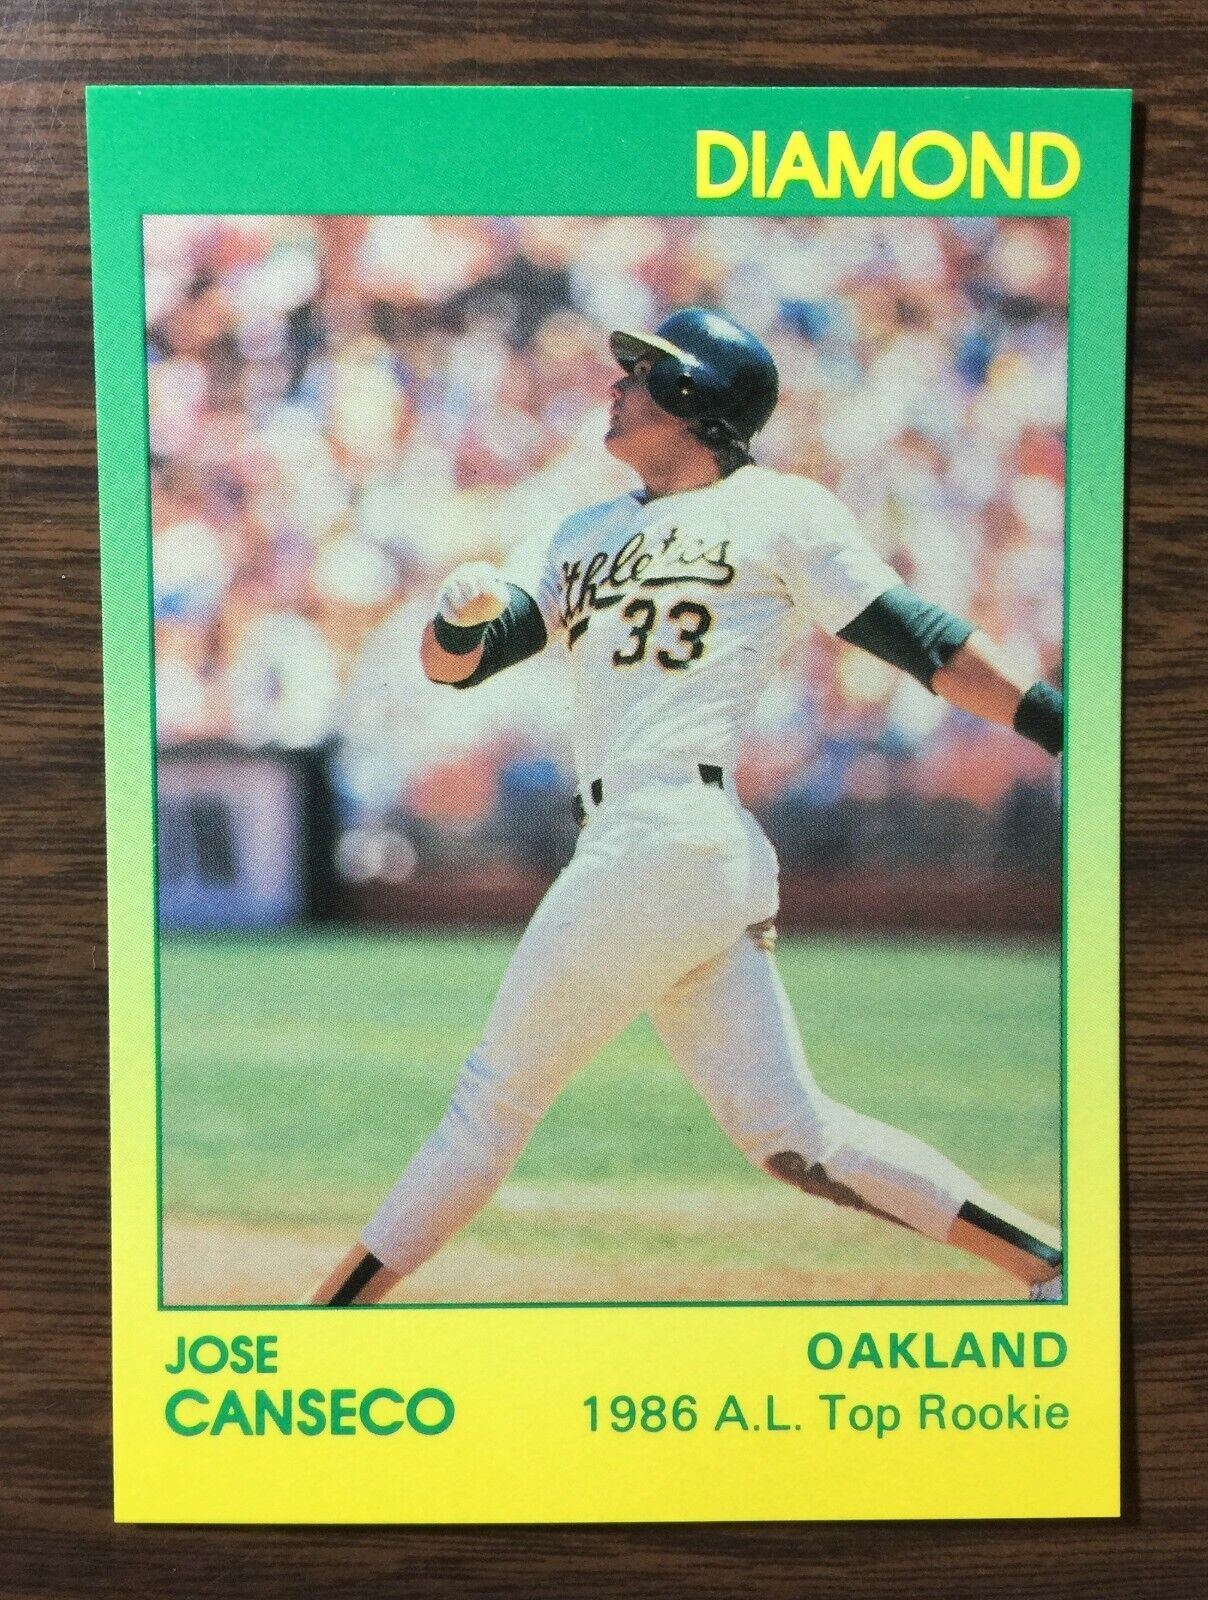 DIAMOND
Athletics
33
JOSE
CANSECO
OAKLAND
1986 A.L. Top Rookie